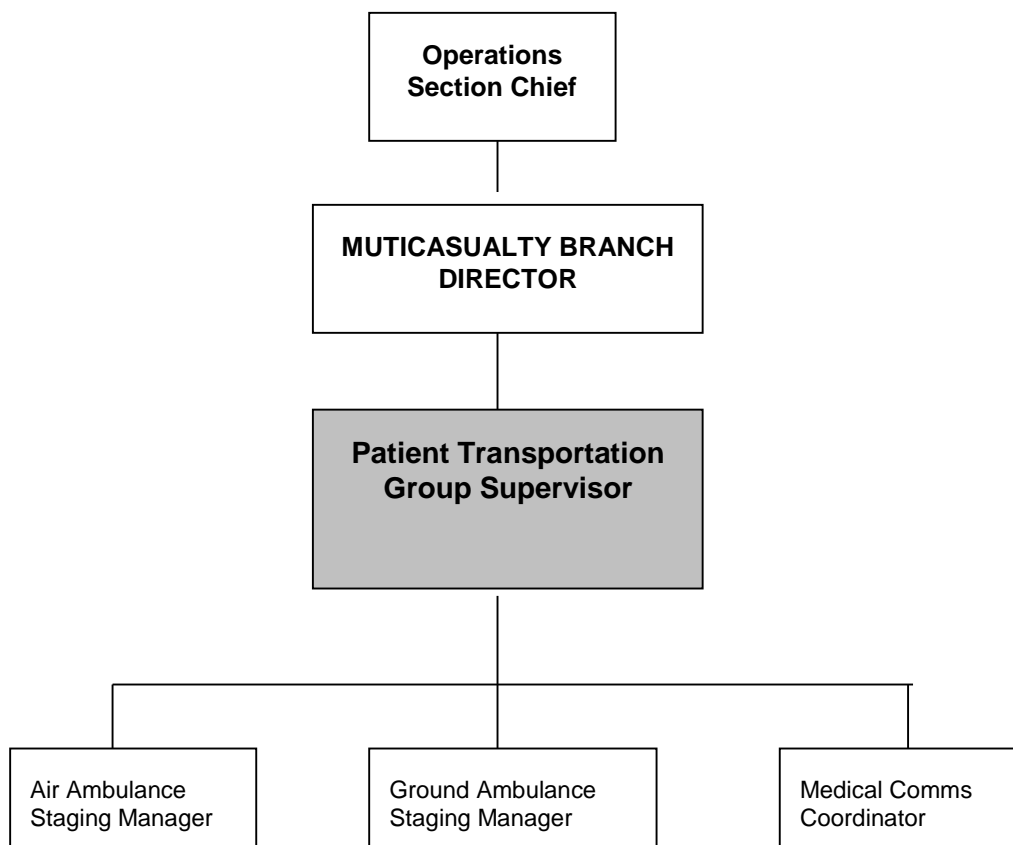 Operations
Section Chief
MUTICASUALTY BRANCH
DIRECTOR
Patient Transportation
Group Supervisor
Air Ambulance
Staging Manager
Ground Ambulance
Staging Manager
Medical Comms
Coordinator